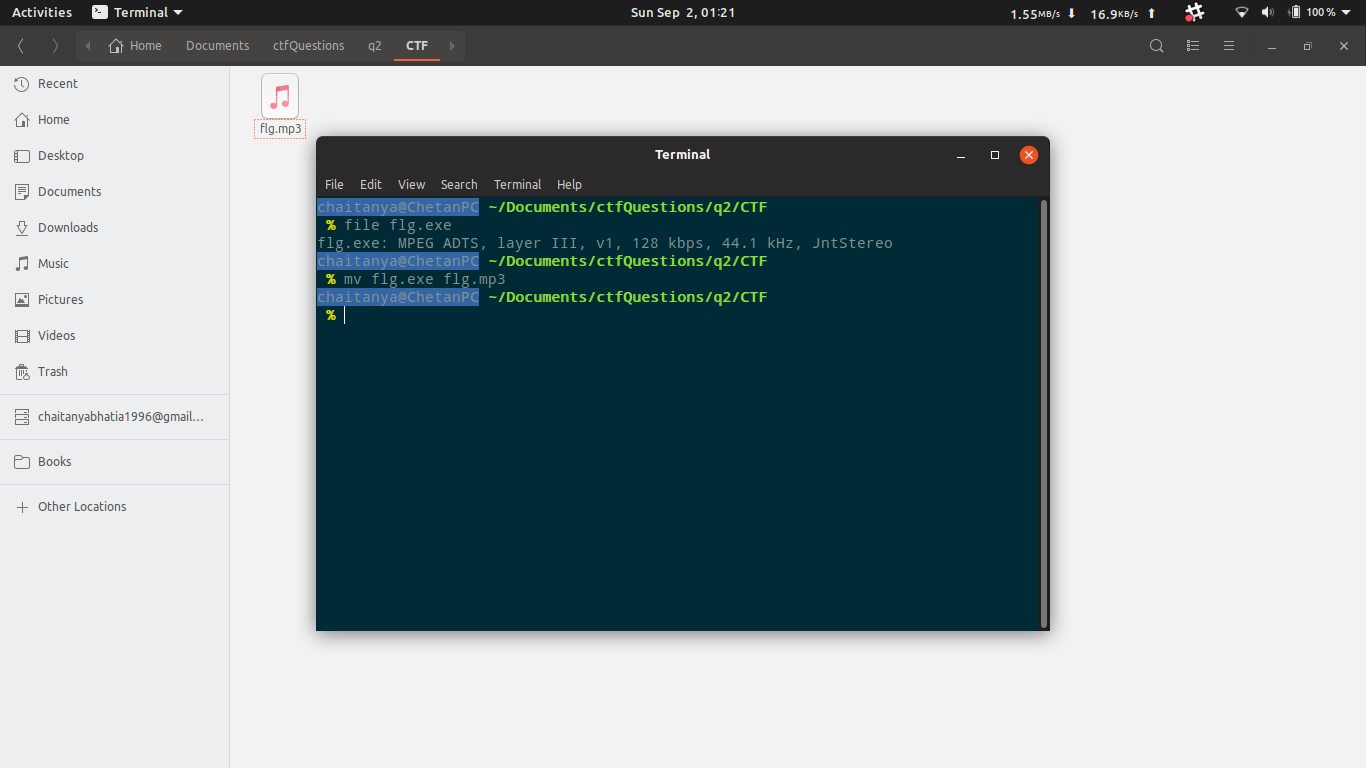 Activities Terminal Sun Sep 2, 01:21 1.55MB/s ⬇ 16.9KB/s ⬆ 100 %
Home Documents ctfQuestions q2 CTF
Recent
Home
Desktop
Documents
Downloads
Music
Pictures
Videos
Trash
chaitanyabhatia1996@gmail…
Books
Other Locations
flg.mp3
Terminal
File Edit View Search Terminal Help
chaitanya@ChetanPC ~/Documents/ctfQuestions/q2/CTF
% file flg.exe
flg.exe: MPEG ADTS, layer III, v1, 128 kbps, 44.1 kHz, JntStereo
chaitanya@ChetanPC ~/Documents/ctfQuestions/q2/CTF
% mv flg.exe flg.mp3
chaitanya@ChetanPC ~/Documents/ctfQuestions/q2/CTF
%